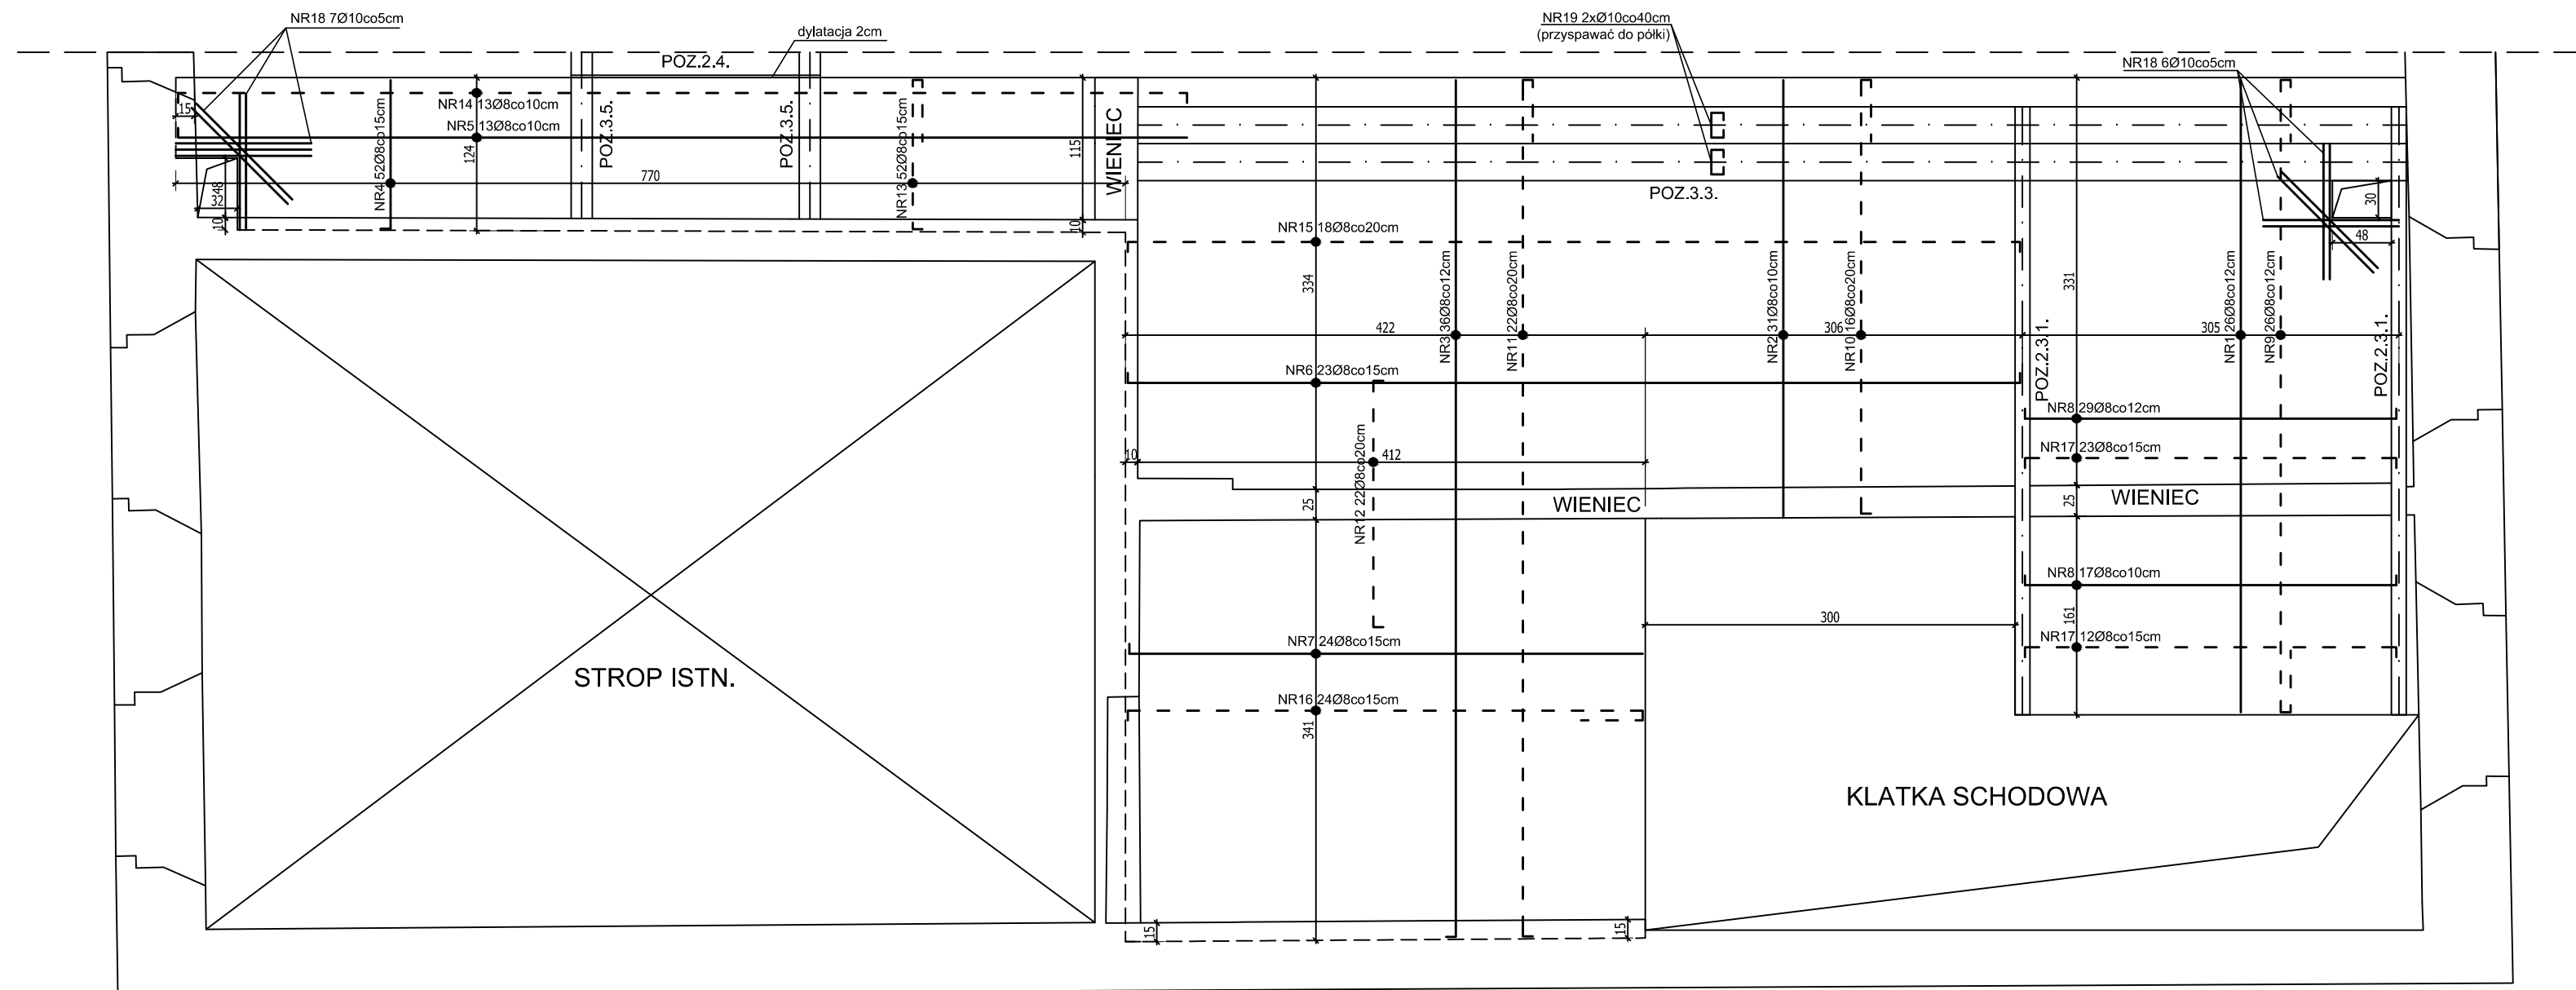 NR18 7Ø10co5cm
dylatacja 2cm
NR19 2xØ10co40cm
(przyspawać do półki)
NR18 6Ø10co5cm
POZ.2.4.
NR14 13Ø8co10cm
NR5 13Ø8co10cm
15
124
NR4 52Ø8co15cm
POZ.3.5.
POZ.3.5.
NR13 52Ø8co15cm
770
115
WIENIEC
48
32
10
10
POZ.3.3.
30
48
NR15 18Ø8co20cm
334
422
NR3 36Ø8co12cm
NR11 22Ø8co20cm
NR2 31Ø8co10cm
306
NR10 16Ø8co20cm
331
POZ.2.3.1.
305
NR1 26Ø8co12cm
NR9 26Ø8co12cm
POZ.2.3.1.
NR6 23Ø8co15cm
NR8 29Ø8co12cm
NR17 23Ø8co15cm
10
412
NR12 22Ø8co20cm
25
WIENIEC
25
WIENIEC
NR8 17Ø8co10cm
161
300
NR7 24Ø8co15cm
NR17 12Ø8co15cm
STROP ISTN.
NR16 24Ø8co15cm
341
KLATKA SCHODOWA
15
15